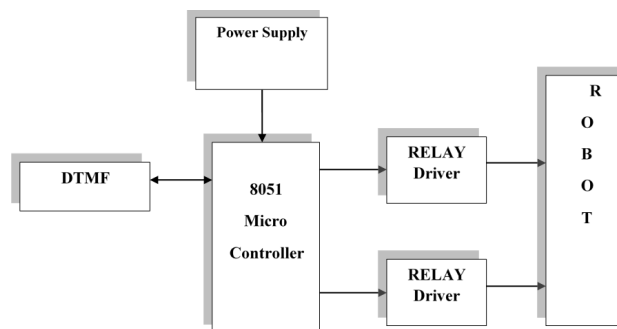 Power Supply
DTMF
8051
Micro
Controller
RELAY
Driver
RELAY
Driver
R
O
B
O
T